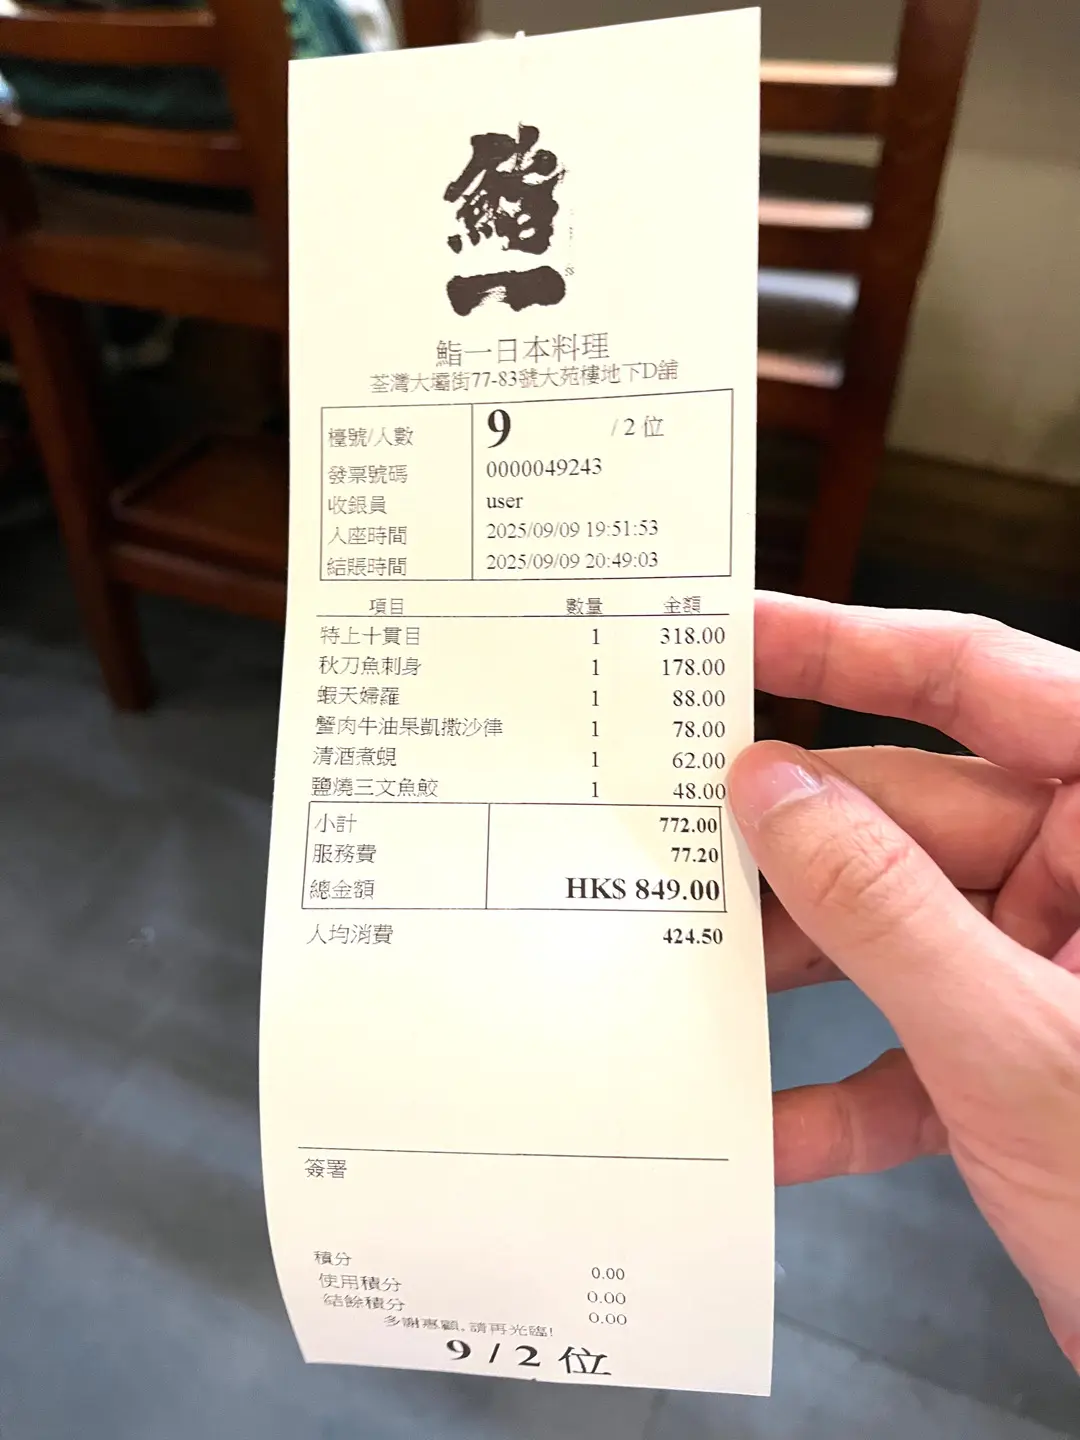 鮨
一
鮨一日本料理
荃灣大壩街77-83號大苑樓地下D舖
檯號/人數 9 / 2 位
發票號碼 0000049243
收銀員 user
入座時間 2025/09/09 19:51:53
結賬時間 2025/09/09 20:49:03
項目 數量 金額
特上十貫目 1 318.00
秋刀魚刺身 1 178.00
蝦天婦羅 1 88.00
蟹肉牛油果凱撒沙律 1 78.00
清酒煮蜆 1 62.00
鹽燒三文魚鮫 1 48.00
小計 772.00
服務費 77.20
總金額 HK$ 849.00
人均消費 424.50
簽署
積分 0.00
使用積分 0.00
結餘積分 0.00
多謝惠顧, 請再光臨!
9 / 2 位